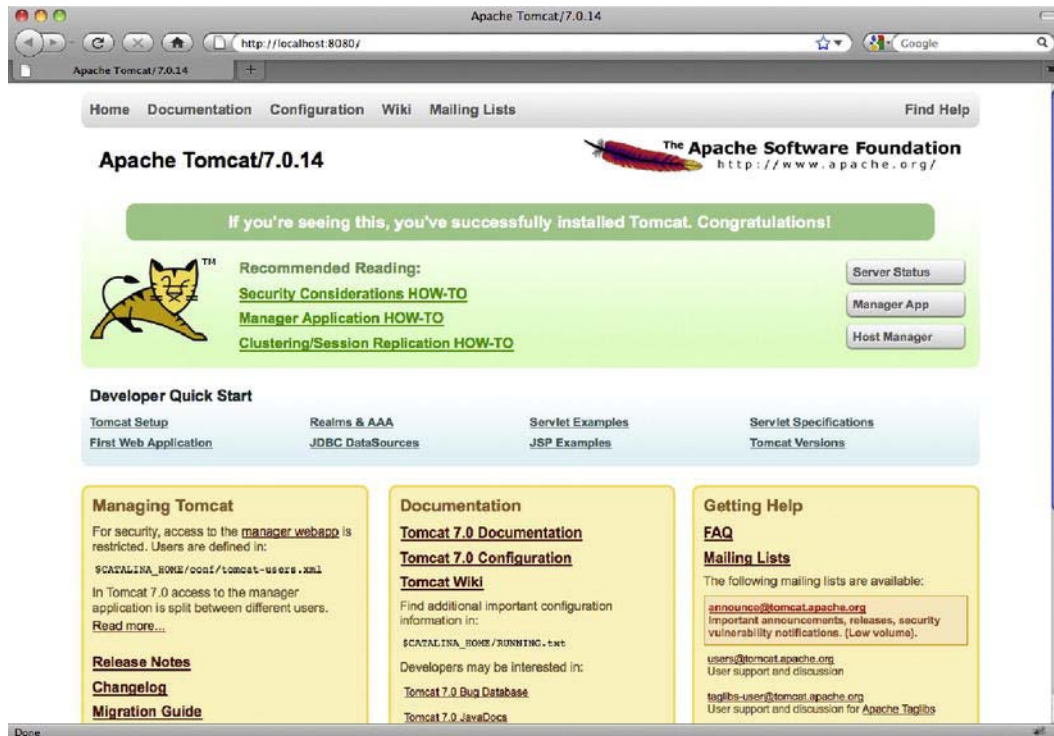 Apache Tomcat/7.0.14
http://localhost:8080/
Google
Apache Tomcat/7.0.14
Home Documentation Configuration Wiki Mailing Lists Find Help
Apache Tomcat/7.0.14
The Apache Software Foundation
http://www.apache.org/
If you're seeing this, you've successfully installed Tomcat. Congratulations!
TM
Recommended Reading:
Security Considerations HOW-TO
Manager Application HOW-TO
Clustering/Session Replication HOW-TO
Server Status
Manager App
Host Manager
Developer Quick Start
Tomcat Setup Realms & AAA Servlet Examples Servlet Specifications
First Web Application JDBC DataSources JSP Examples Tomcat Versions
Managing Tomcat
For security, access to the manager webapp is
restricted. Users are defined in:
$CATALINA_HOME/conf/tomcat-users.xml
In Tomcat 7.0 access to the manager
application is split between different users.
Read more...
Release Notes
Changelog
Migration Guide
Documentation
Tomcat 7.0 Documentation
Tomcat 7.0 Configuration
Tomcat Wiki
Find additional important configuration
information in:
$CATALINA_HOME/RUNNING.txt
Developers may be interested in:
Tomcat 7.0 Bug Database
Tomcat 7.0 JavaDocs
Getting Help
FAQ
Mailing Lists
The following mailing lists are available:
announce@tomcat.apache.org
Important announcements, releases, security
vulnerability notifications. (Low volume).
users@tomcat.apache.org
User support and discussion
taglibs-user@tomcat.apache.org
User support and discussion for Apache Taglibs
Done